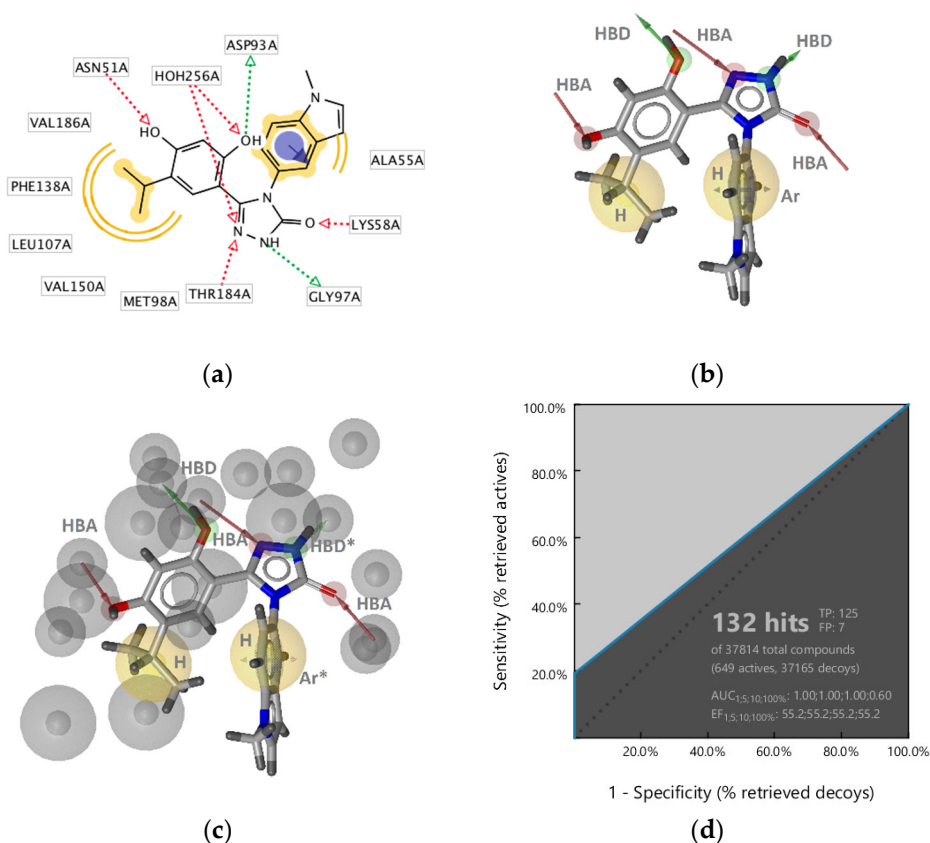 ASP93A
ASN51A
HOH256A
HO
OH
VAL186A
N
ALA55A
PHE138A
N
O
LYS58A
N
NH
LEU107A
VAL150A
MET98A
THR184A
GLY97A
(a)
HBD
HBA
HBD
HBA
HBA
H
Ar
H
(b)
HBD
HBA
HBA
HBD*
HBA
H
H
Ar*
(c)
100.0%
80.0%
60.0%
40.0%
20.0%
Sensitivity (% retrieved actives)
132 hits
TP: 125
FP: 7
of 37814 total compounds
(649 actives, 37165 decoys)
AUC1;5;10;100%: 1.00;1.00;1.00;0.60
EF1;5;10;100%: 55.2;55.2;55.2;55.2
20.0% 40.0% 60.0% 80.0% 100.0%
1 - Specificity (% retrieved decoys)
(d)